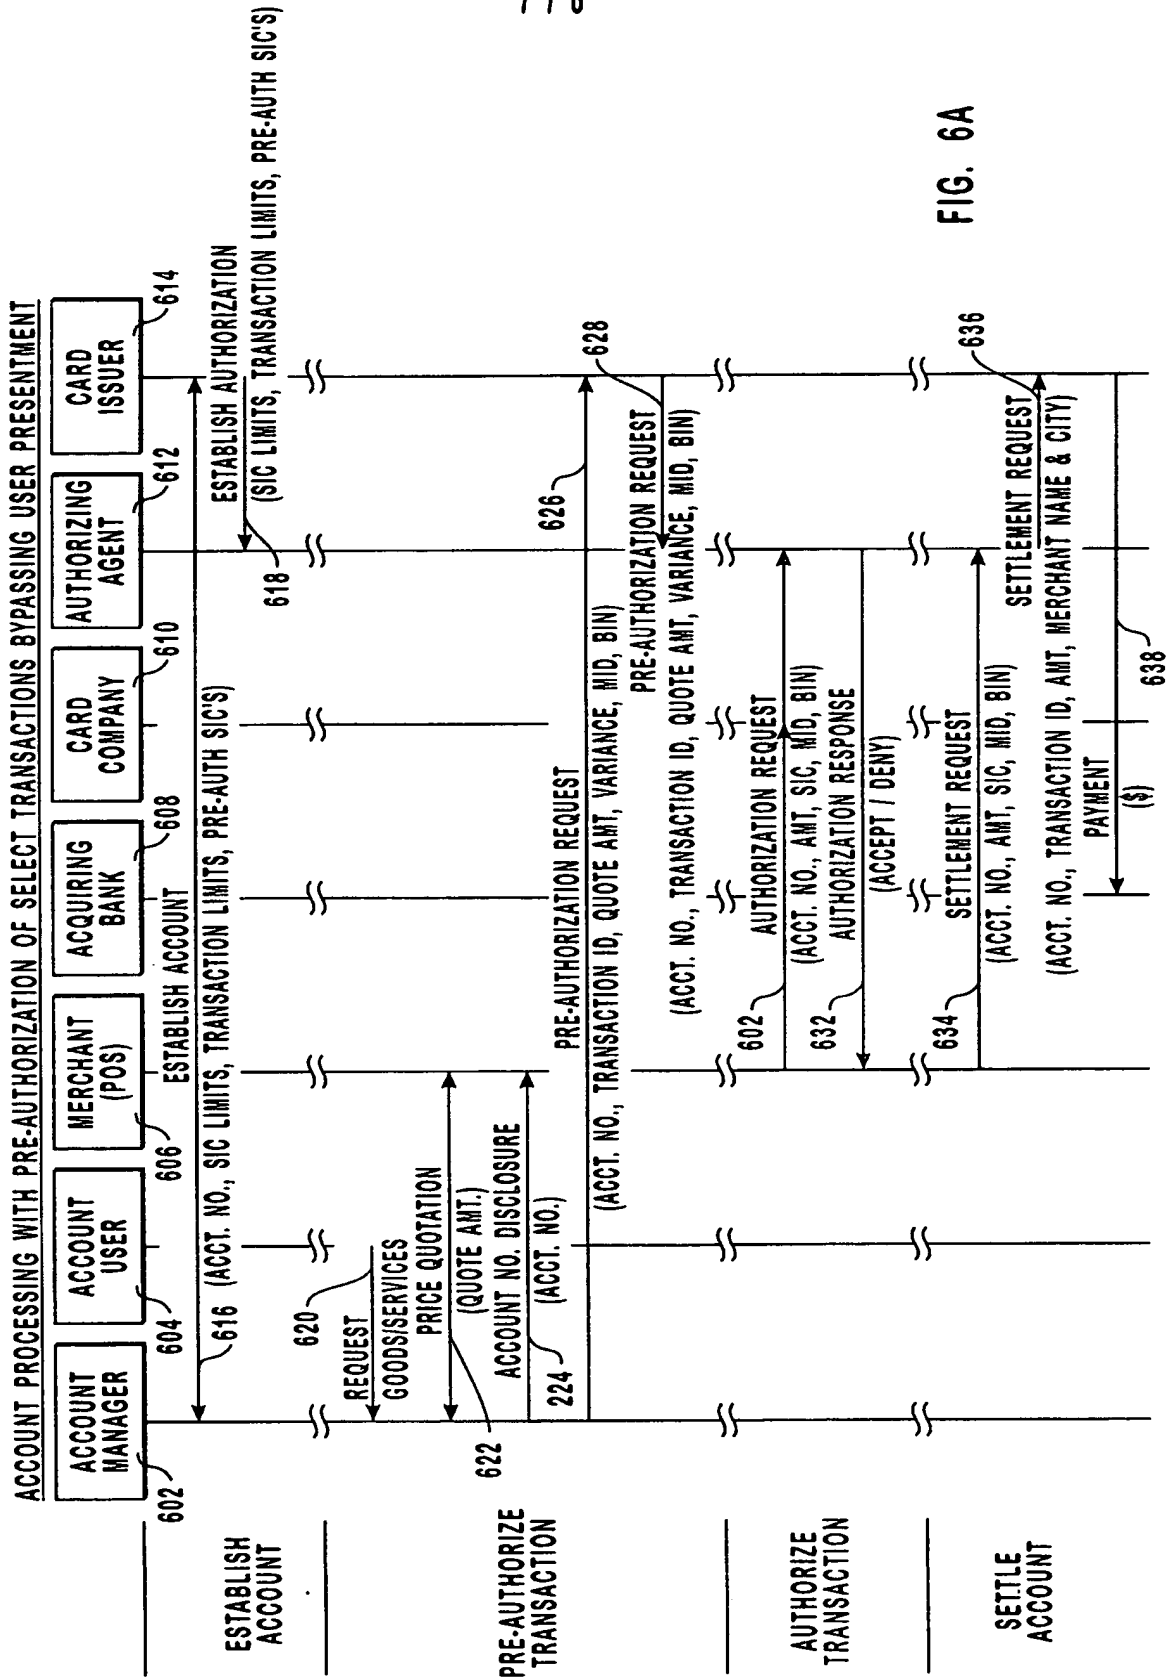 ACCOUNT PROCESSING WITH PRE-AUTHORIZATION OF SELECT TRANSACTIONS BYPASSING USER PRESENTMENT
ACCOUNT
MANAGER
602
ACCOUNT
USER
604
MERCHANT
(POS)
606
ACQUIRING
BANK
608
CARD
COMPANY
610
AUTHORIZING
AGENT
612
CARD
ISSUER
614
ESTABLISH
ACCOUNT
ESTABLISH ACCOUNT
616 (ACCT. NO., SIC LIMITS, TRANSACTION LIMITS, PRE-AUTH SIC'S)
ESTABLISH AUTHORIZATION
(SIC LIMITS, TRANSACTION LIMITS, PRE-AUTH SIC'S)
618
PRE-AUTHORIZE
TRANSACTION
620
REQUEST
GOODS/SERVICES
PRICE QUOTATION
(QUOTE AMT.)
622
ACCOUNT NO. DISCLOSURE
(ACCT. NO.)
224
PRE-AUTHORIZATION REQUEST
626
(ACCT. NO., TRANSACTION ID, QUOTE AMT, VARIANCE, MID, BIN)
628
PRE-AUTHORIZATION REQUEST
(ACCT. NO., TRANSACTION ID, QUOTE AMT, VARIANCE, MID, BIN)
AUTHORIZE
TRANSACTION
602
AUTHORIZATION REQUEST
(ACCT. NO., AMT, SIC, MID, BIN)
632
AUTHORIZATION RESPONSE
(ACCEPT / DENY)
SETTLE
ACCOUNT
634
SETTLEMENT REQUEST
(ACCT. NO., AMT, SIC, MID, BIN)
636
SETTLEMENT REQUEST
(ACCT. NO., TRANSACTION ID, AMT, MERCHANT NAME & CITY)
PAYMENT
($)
638
FIG. 6A